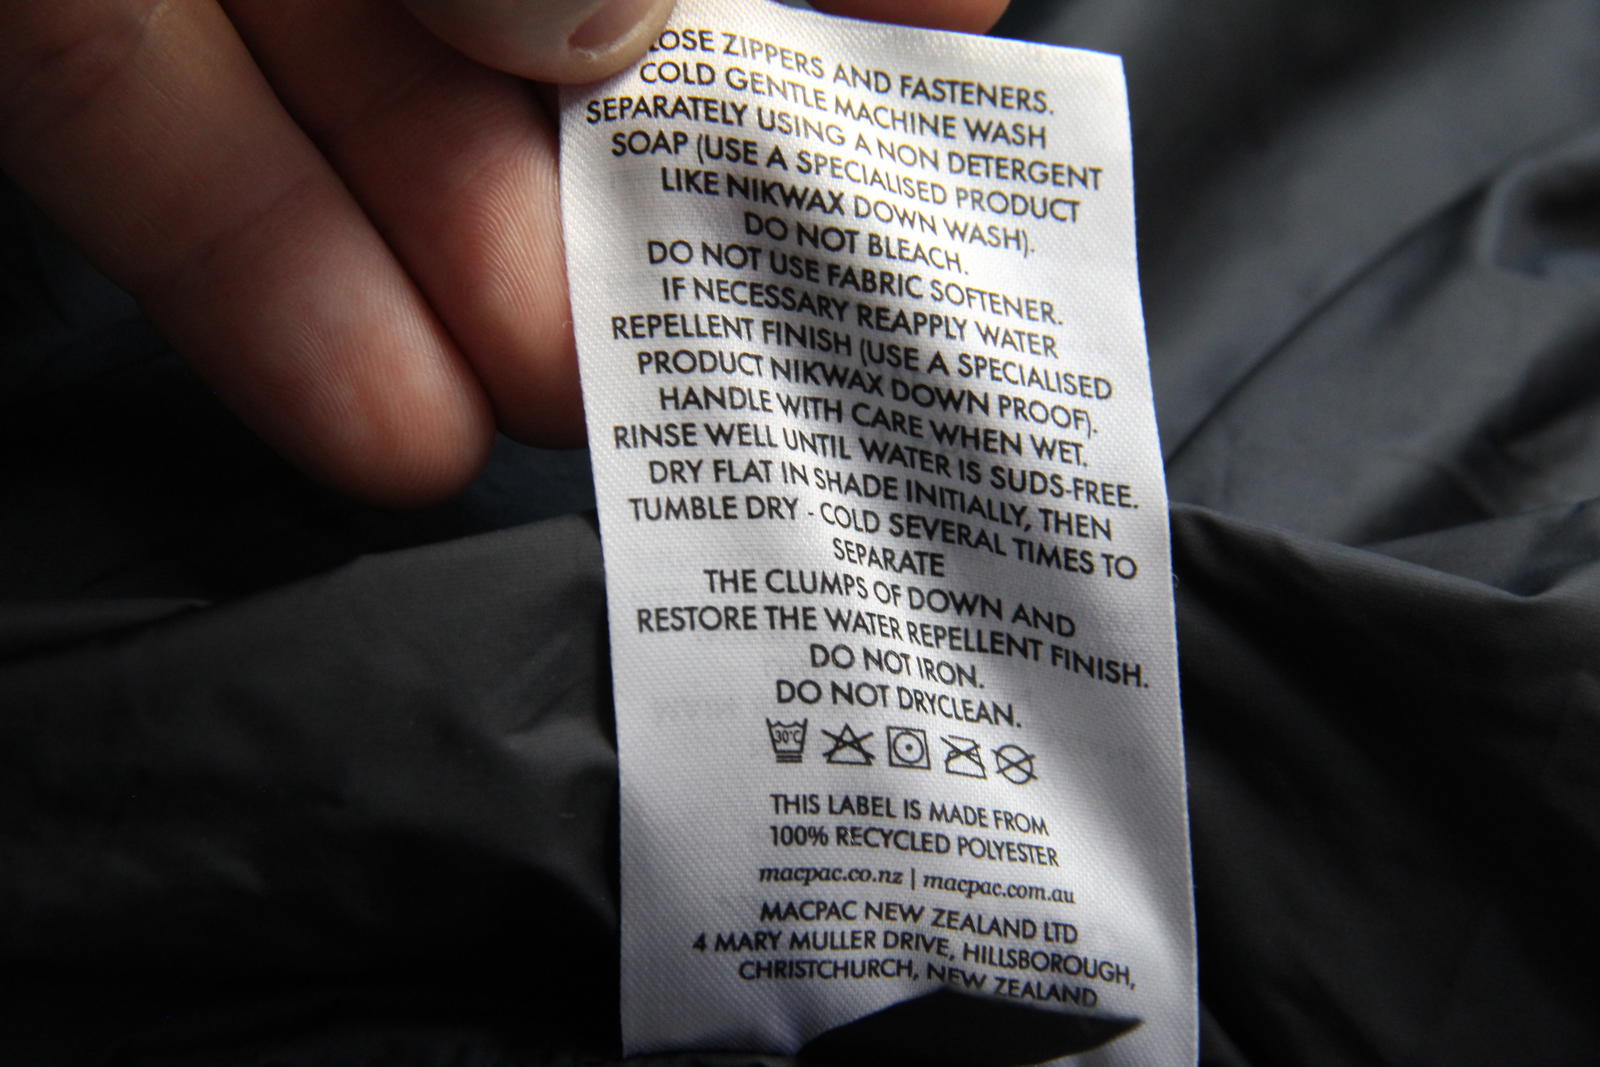 LOSE ZIPPERS AND FASTENERS.
COLD GENTLE MACHINE WASH
SEPARATELY USING A NON DETERGENT
SOAP (USE A SPECIALISED PRODUCT
LIKE NIKWAX DOWN WASH).
DO NOT BLEACH.
DO NOT USE FABRIC SOFTENER.
IF NECESSARY REAPPLY WATER
REPELLENT FINISH (USE A SPECIALISED
PRODUCT NIKWAX DOWN PROOF).
HANDLE WITH CARE WHEN WET.
RINSE WELL UNTIL WATER IS SUDS-FREE.
DRY FLAT IN SHADE INITIALLY, THEN
TUMBLE DRY - COLD SEVERAL TIMES TO
SEPARATE
THE CLUMPS OF DOWN AND
RESTORE THE WATER REPELLENT FINISH.
DO NOT IRON.
DO NOT DRYCLEAN.
30°C
THIS LABEL IS MADE FROM
100% RECYCLED POLYESTER
macpac.co.nz | macpac.com.au
MACPAC NEW ZEALAND LTD
4 MARY MULLER DRIVE, HILLSBOROUGH,
CHRISTCHURCH, NEW ZEALAND